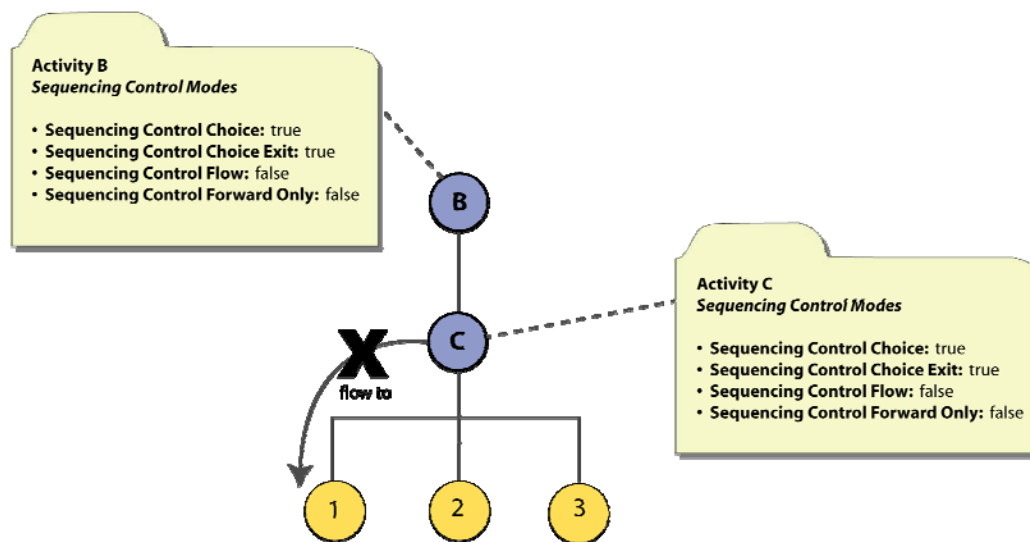 Activity B
Sequencing Control Modes
• Sequencing Control Choice: true
• Sequencing Control Choice Exit: true
• Sequencing Control Flow: false
• Sequencing Control Forward Only: false
B
Activity C
Sequencing Control Modes
• Sequencing Control Choice: true
• Sequencing Control Choice Exit: true
• Sequencing Control Flow: false
• Sequencing Control Forward Only: false
C
X
flow to
1
2
3